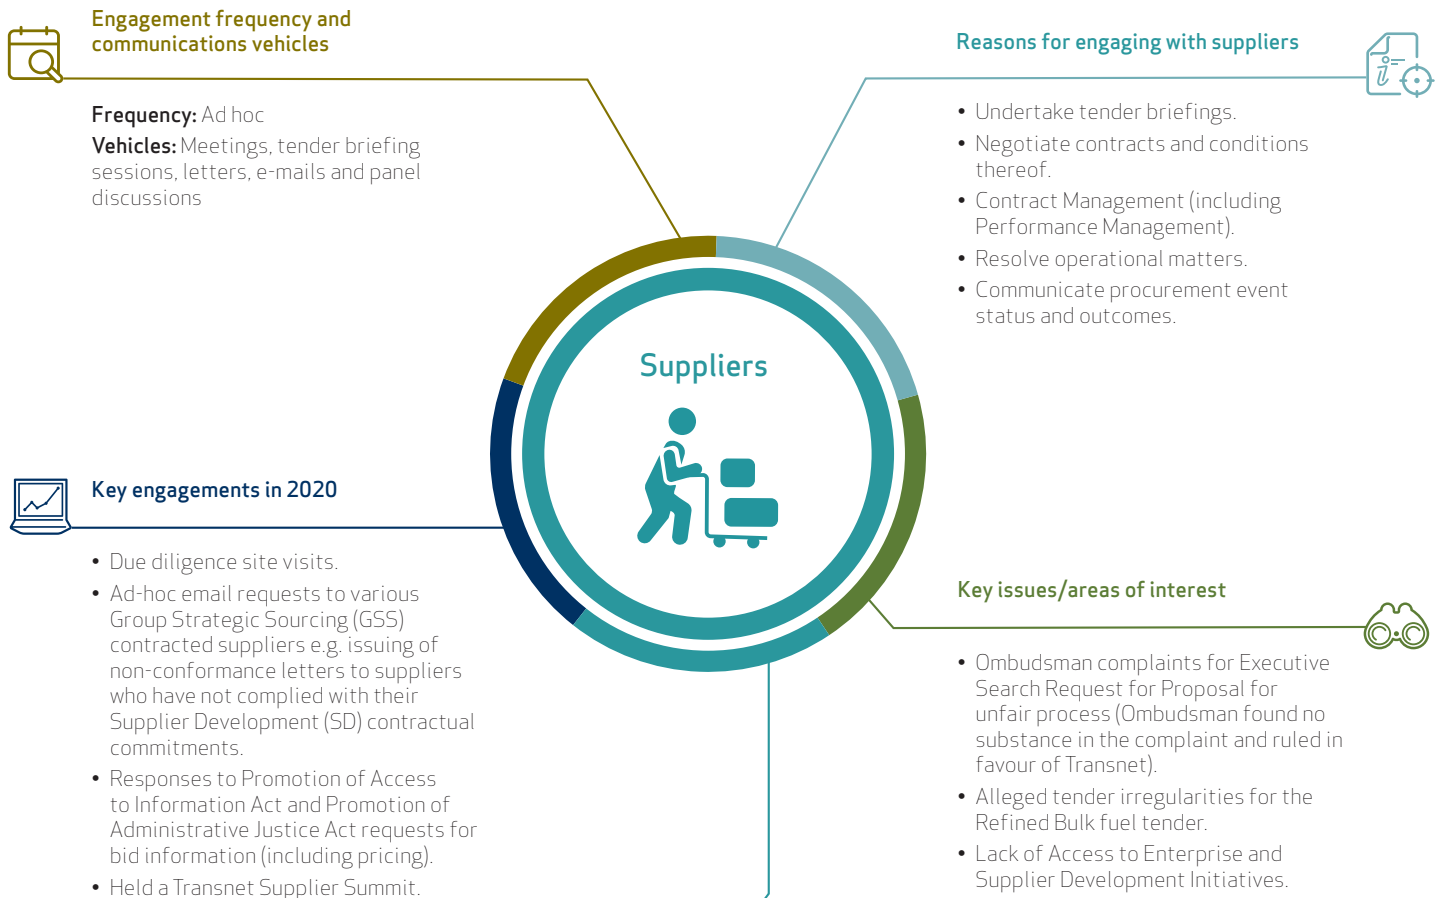 Engagement frequency and
communications vehicles
Frequency: Ad hoc
Vehicles: Meetings, tender briefing
sessions, letters, e-mails and panel
discussions
Reasons for engaging with suppliers
• Undertake tender briefings.
• Negotiate contracts and conditions
thereof.
• Contract Management (including
Performance Management).
• Resolve operational matters.
• Communicate procurement event
status and outcomes.
Suppliers
Key engagements in 2020
• Due diligence site visits.
• Ad-hoc email requests to various
Group Strategic Sourcing (GSS)
contracted suppliers e.g. issuing of
non-conformance letters to suppliers
who have not complied with their
Supplier Development (SD) contractual
commitments.
• Responses to Promotion of Access
to Information Act and Promotion of
Administrative Justice Act requests for
bid information (including pricing).
• Held a Transnet Supplier Summit.
Key issues/areas of interest
• Ombudsman complaints for Executive
Search Request for Proposal for
unfair process (Ombudsman found no
substance in the complaint and ruled in
favour of Transnet).
• Alleged tender irregularities for the
Refined Bulk fuel tender.
• Lack of Access to Enterprise and
Supplier Development Initiatives.